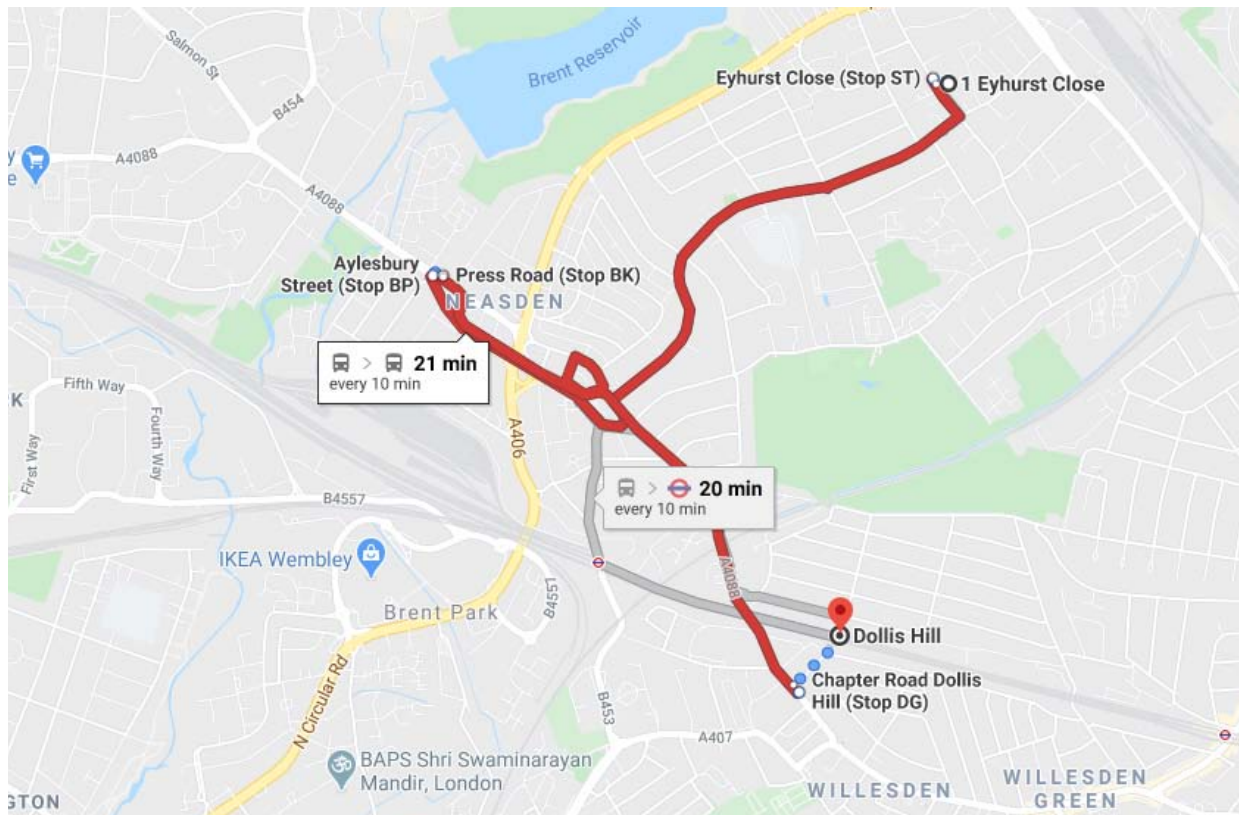 Salmon St
B454
Brent Reservoir
Eyhurst Close (Stop ST)
1 Eyhurst Close
A4088
A4088
Aylesbury
Street (Stop BP)
Press Road (Stop BK)
NEASDEN
21 min
every 10 min
Fifth Way
K
Fourth Way
First Way
A406
20 min
every 10 min
B4557
IKEA Wembley
A4088
B4557
Brent Park
Dollis Hill
Chapter Road Dollis
Hill (Stop DG)
N Circular Rd
B453
A407
BAPS Shri Swaminarayan
Mandir, London
WILLESDEN
WILLESDEN
GREEN
GTON